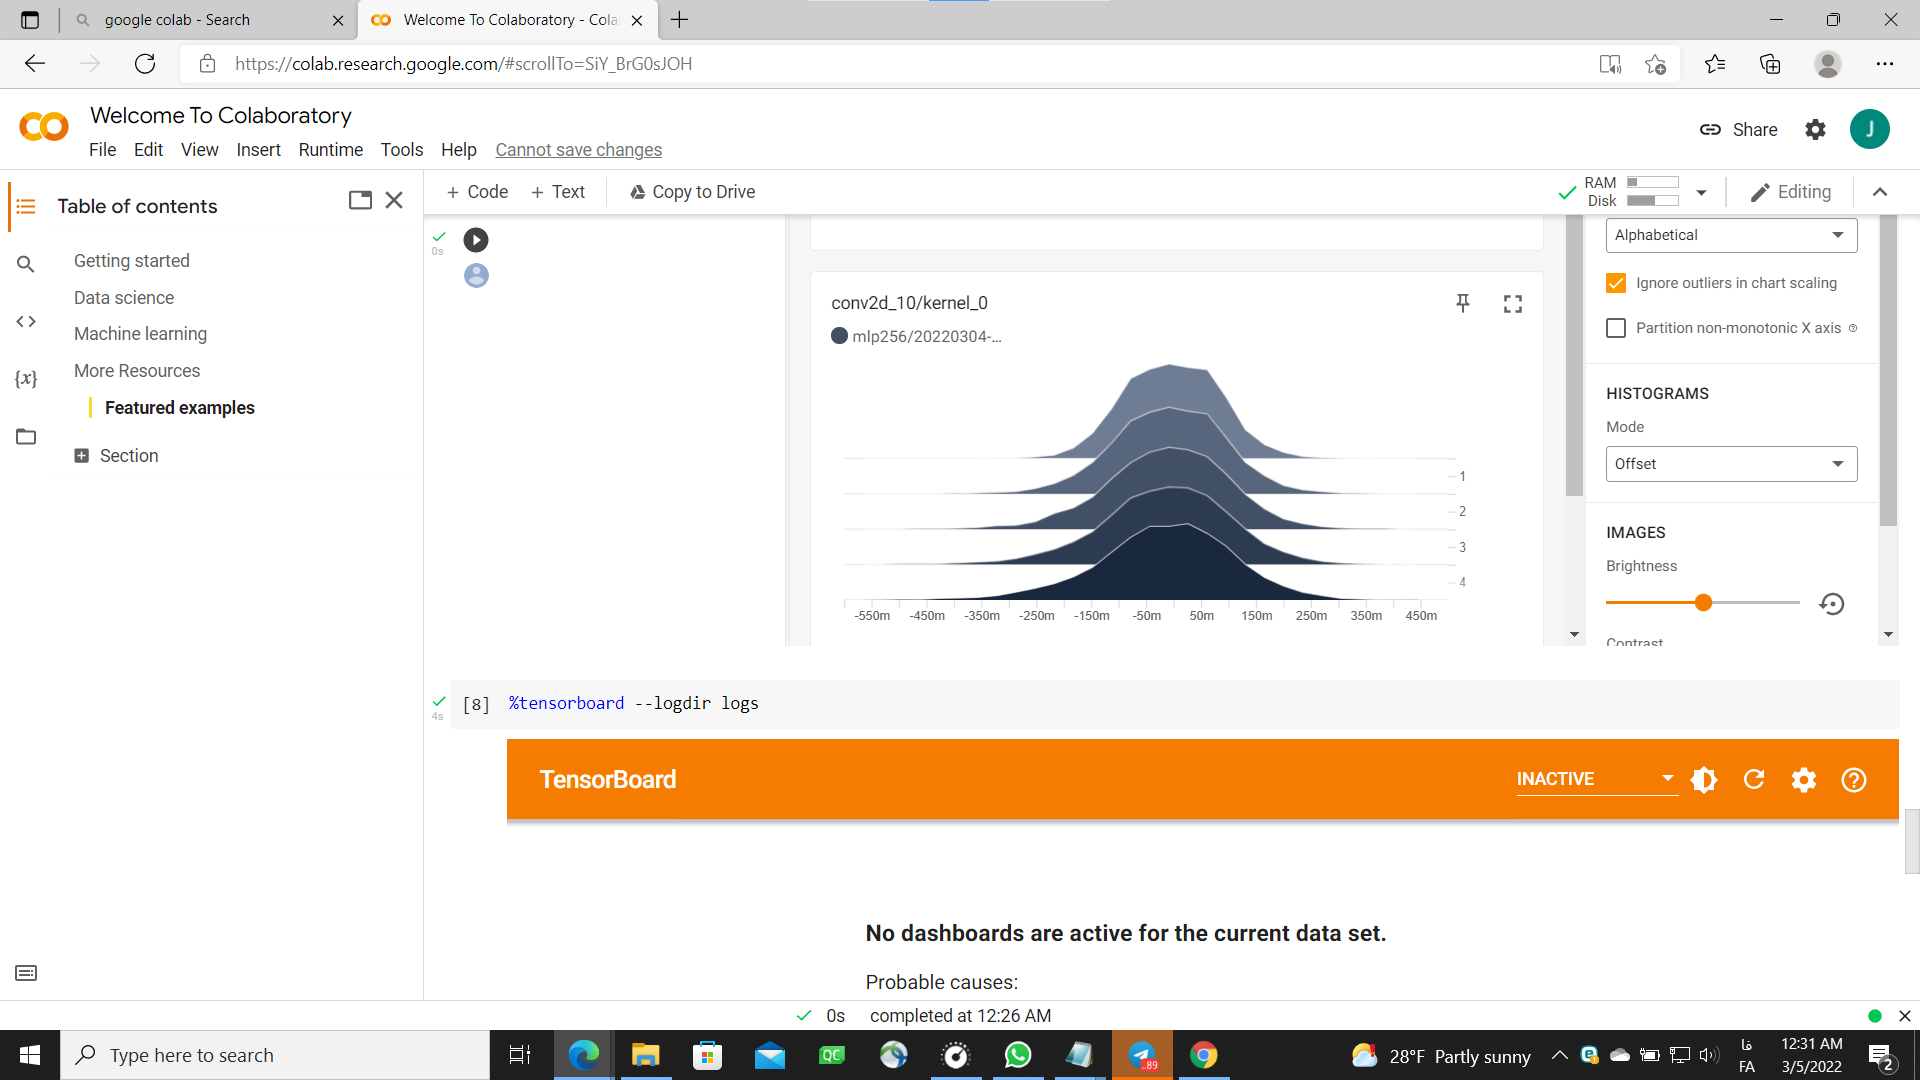 google colab - Search
Welcome To Colaboratory - Cola
https://colab.research.google.com/#scrollTo=SiY_BrG0sJOH
Welcome To Colaboratory
File Edit View Insert Runtime Tools Help Cannot save changes
Share
J
Table of contents
+ Code + Text Copy to Drive
RAM
Disk
Editing
Getting started
Data science
Machine learning
More Resources
Featured examples
Section
{x}
0s
conv2d_10/kernel_0
mlp256/20220304-...
1
2
3
4
-550m -450m -350m -250m -150m -50m 50m 150m 250m 350m 450m
Alphabetical
Ignore outliers in chart scaling
Partition non-monotonic X axis
HISTOGRAMS
Mode
Offset
IMAGES
Brightness
Contrast
4s
[8] %tensorboard --logdir logs
TensorBoard
INACTIVE
No dashboards are active for the current data set.
Probable causes:
0s completed at 12:26 AM
Type here to search
QC
..89
28°F Partly sunny
فا
FA
12:31 AM
3/5/2022
2